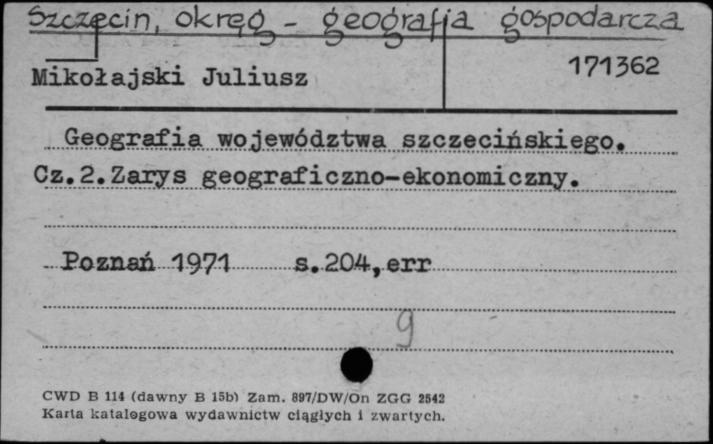 Szczecin, okręg - geografja gospodarcza
Mikołajski Juliusz
171362
Geografia województwa szczecińskiego.
Cz.2.Zarys geograficzno-ekonomiczny.
Poznań 1971 s.204,err
9
CWD B 114 (dawny B 15b) Zam. 897/DW/On ZGG 2542
Karta katalogowa wydawnictw ciągłych i zwartych.